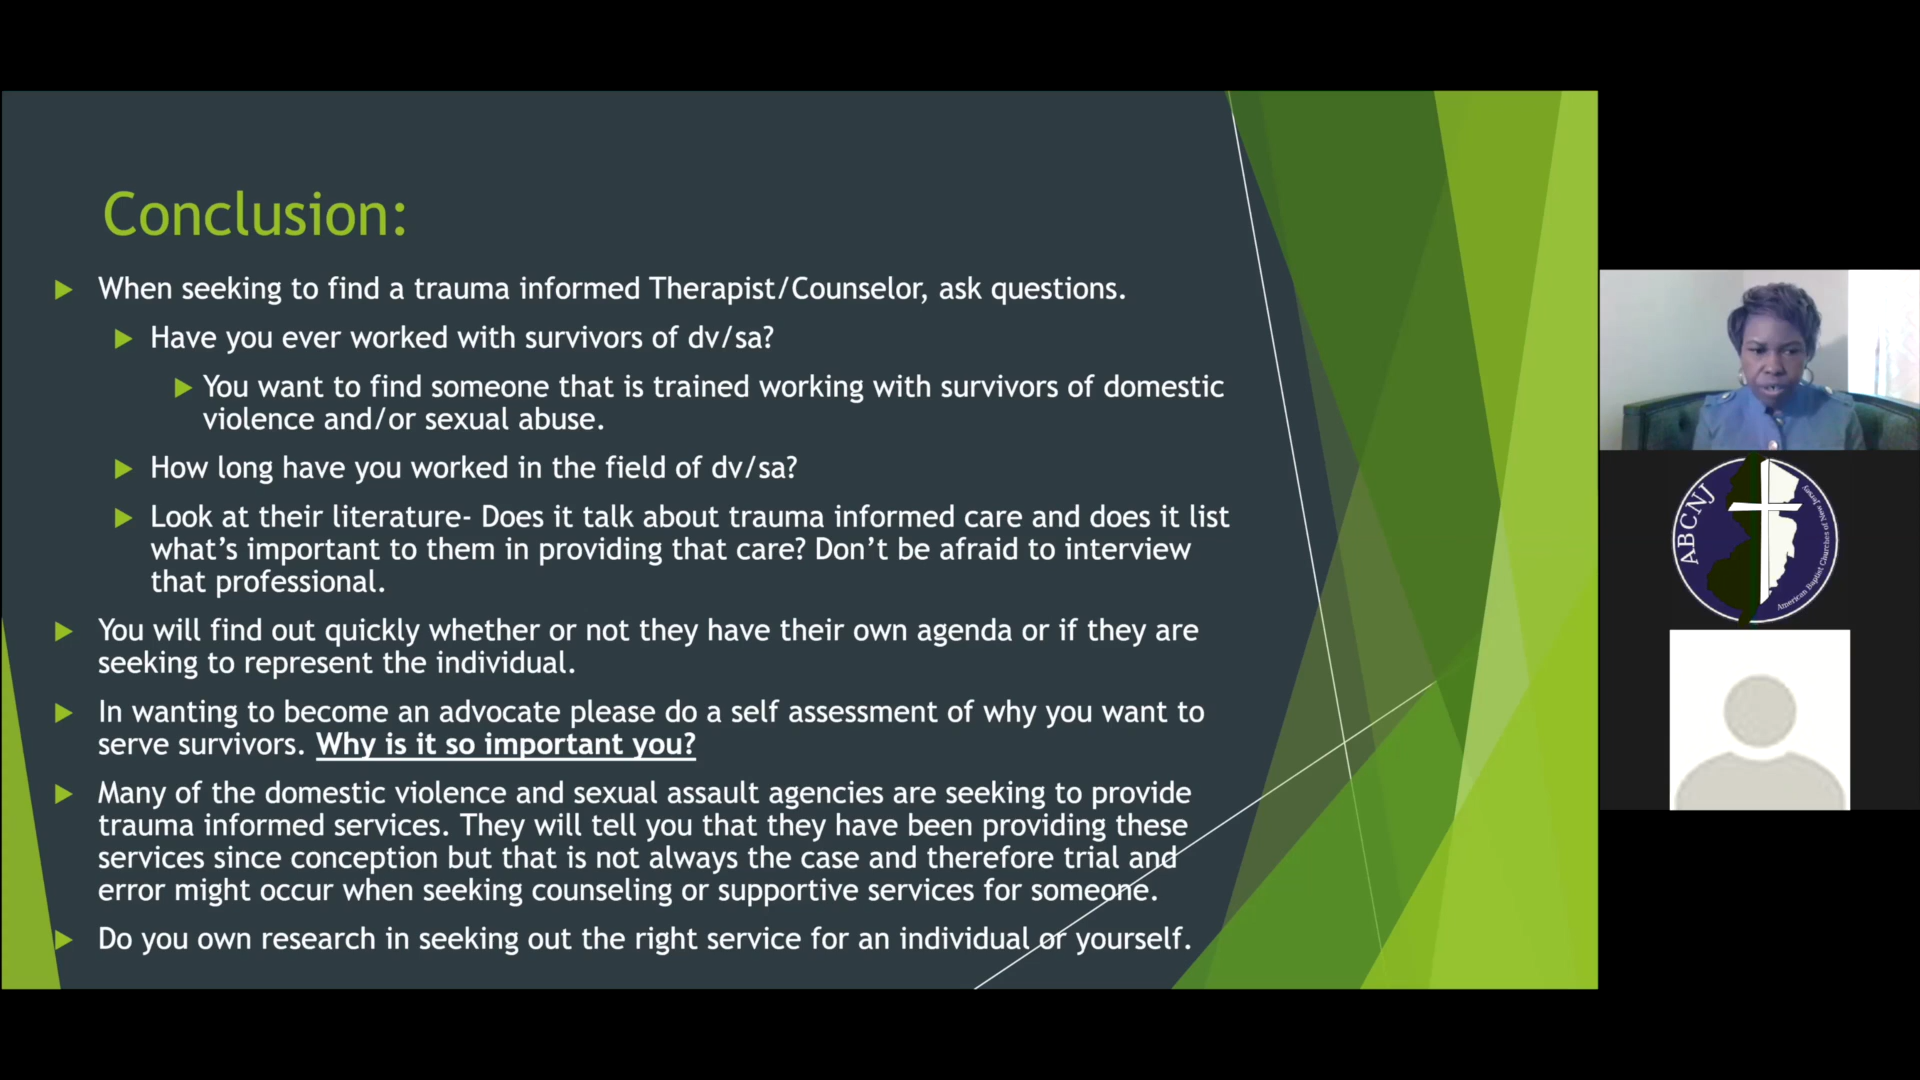 Conclusion:
When seeking to find a trauma informed Therapist/Counselor, ask questions.
Have you ever worked with survivors of dv/sa?
You want to find someone that is trained working with survivors of domestic
violence and/or sexual abuse.
How long have you worked in the field of dv/sa?
Look at their literature- Does it talk about trauma informed care and does it list
what’s important to them in providing that care? Don’t be afraid to interview
that professional.
You will find out quickly whether or not they have their own agenda or if they are
seeking to represent the individual.
In wanting to become an advocate please do a self assessment of why you want to
serve survivors. Why is it so important you?
Many of the domestic violence and sexual assault agencies are seeking to provide
trauma informed services. They will tell you that they have been providing these
services since conception but that is not always the case and therefore trial and
error might occur when seeking counseling or supportive services for someone.
Do you own research in seeking out the right service for an individual or yourself.
ABCNJ
American Baptist Churches of New Jersey